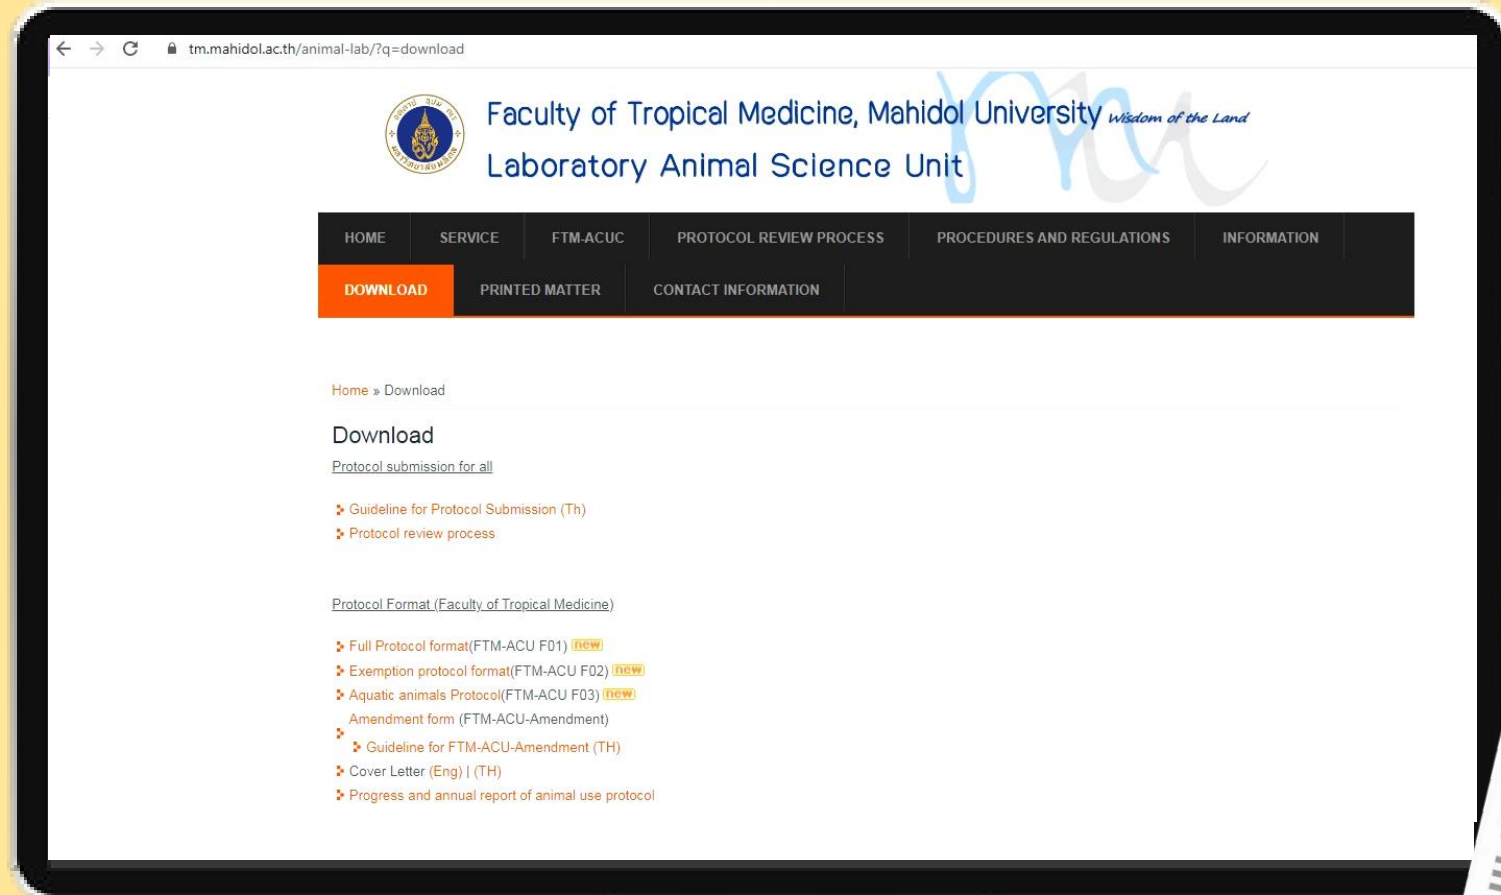 tm.mahidol.ac.th/animal-lab/?q=download
Faculty of Tropical Medicine, Mahidol University Wisdom of the Land
Laboratory Animal Science Unit
HOME SERVICE FTM-ACUC PROTOCOL REVIEW PROCESS PROCEDURES AND REGULATIONS INFORMATION
DOWNLOAD PRINTED MATTER CONTACT INFORMATION
Home » Download
Download
Protocol submission for all
Guideline for Protocol Submission (Th)
Protocol review process
Protocol Format (Faculty of Tropical Medicine)
Full Protocol format(FTM-ACU F01) new
Exemption protocol format(FTM-ACU F02) new
Aquatic animals Protocol(FTM-ACU F03) new
Amendment form (FTM-ACU-Amendment)
Guideline for FTM-ACU-Amendment (TH)
Cover Letter (Eng) | (TH)
Progress and annual report of animal use protocol